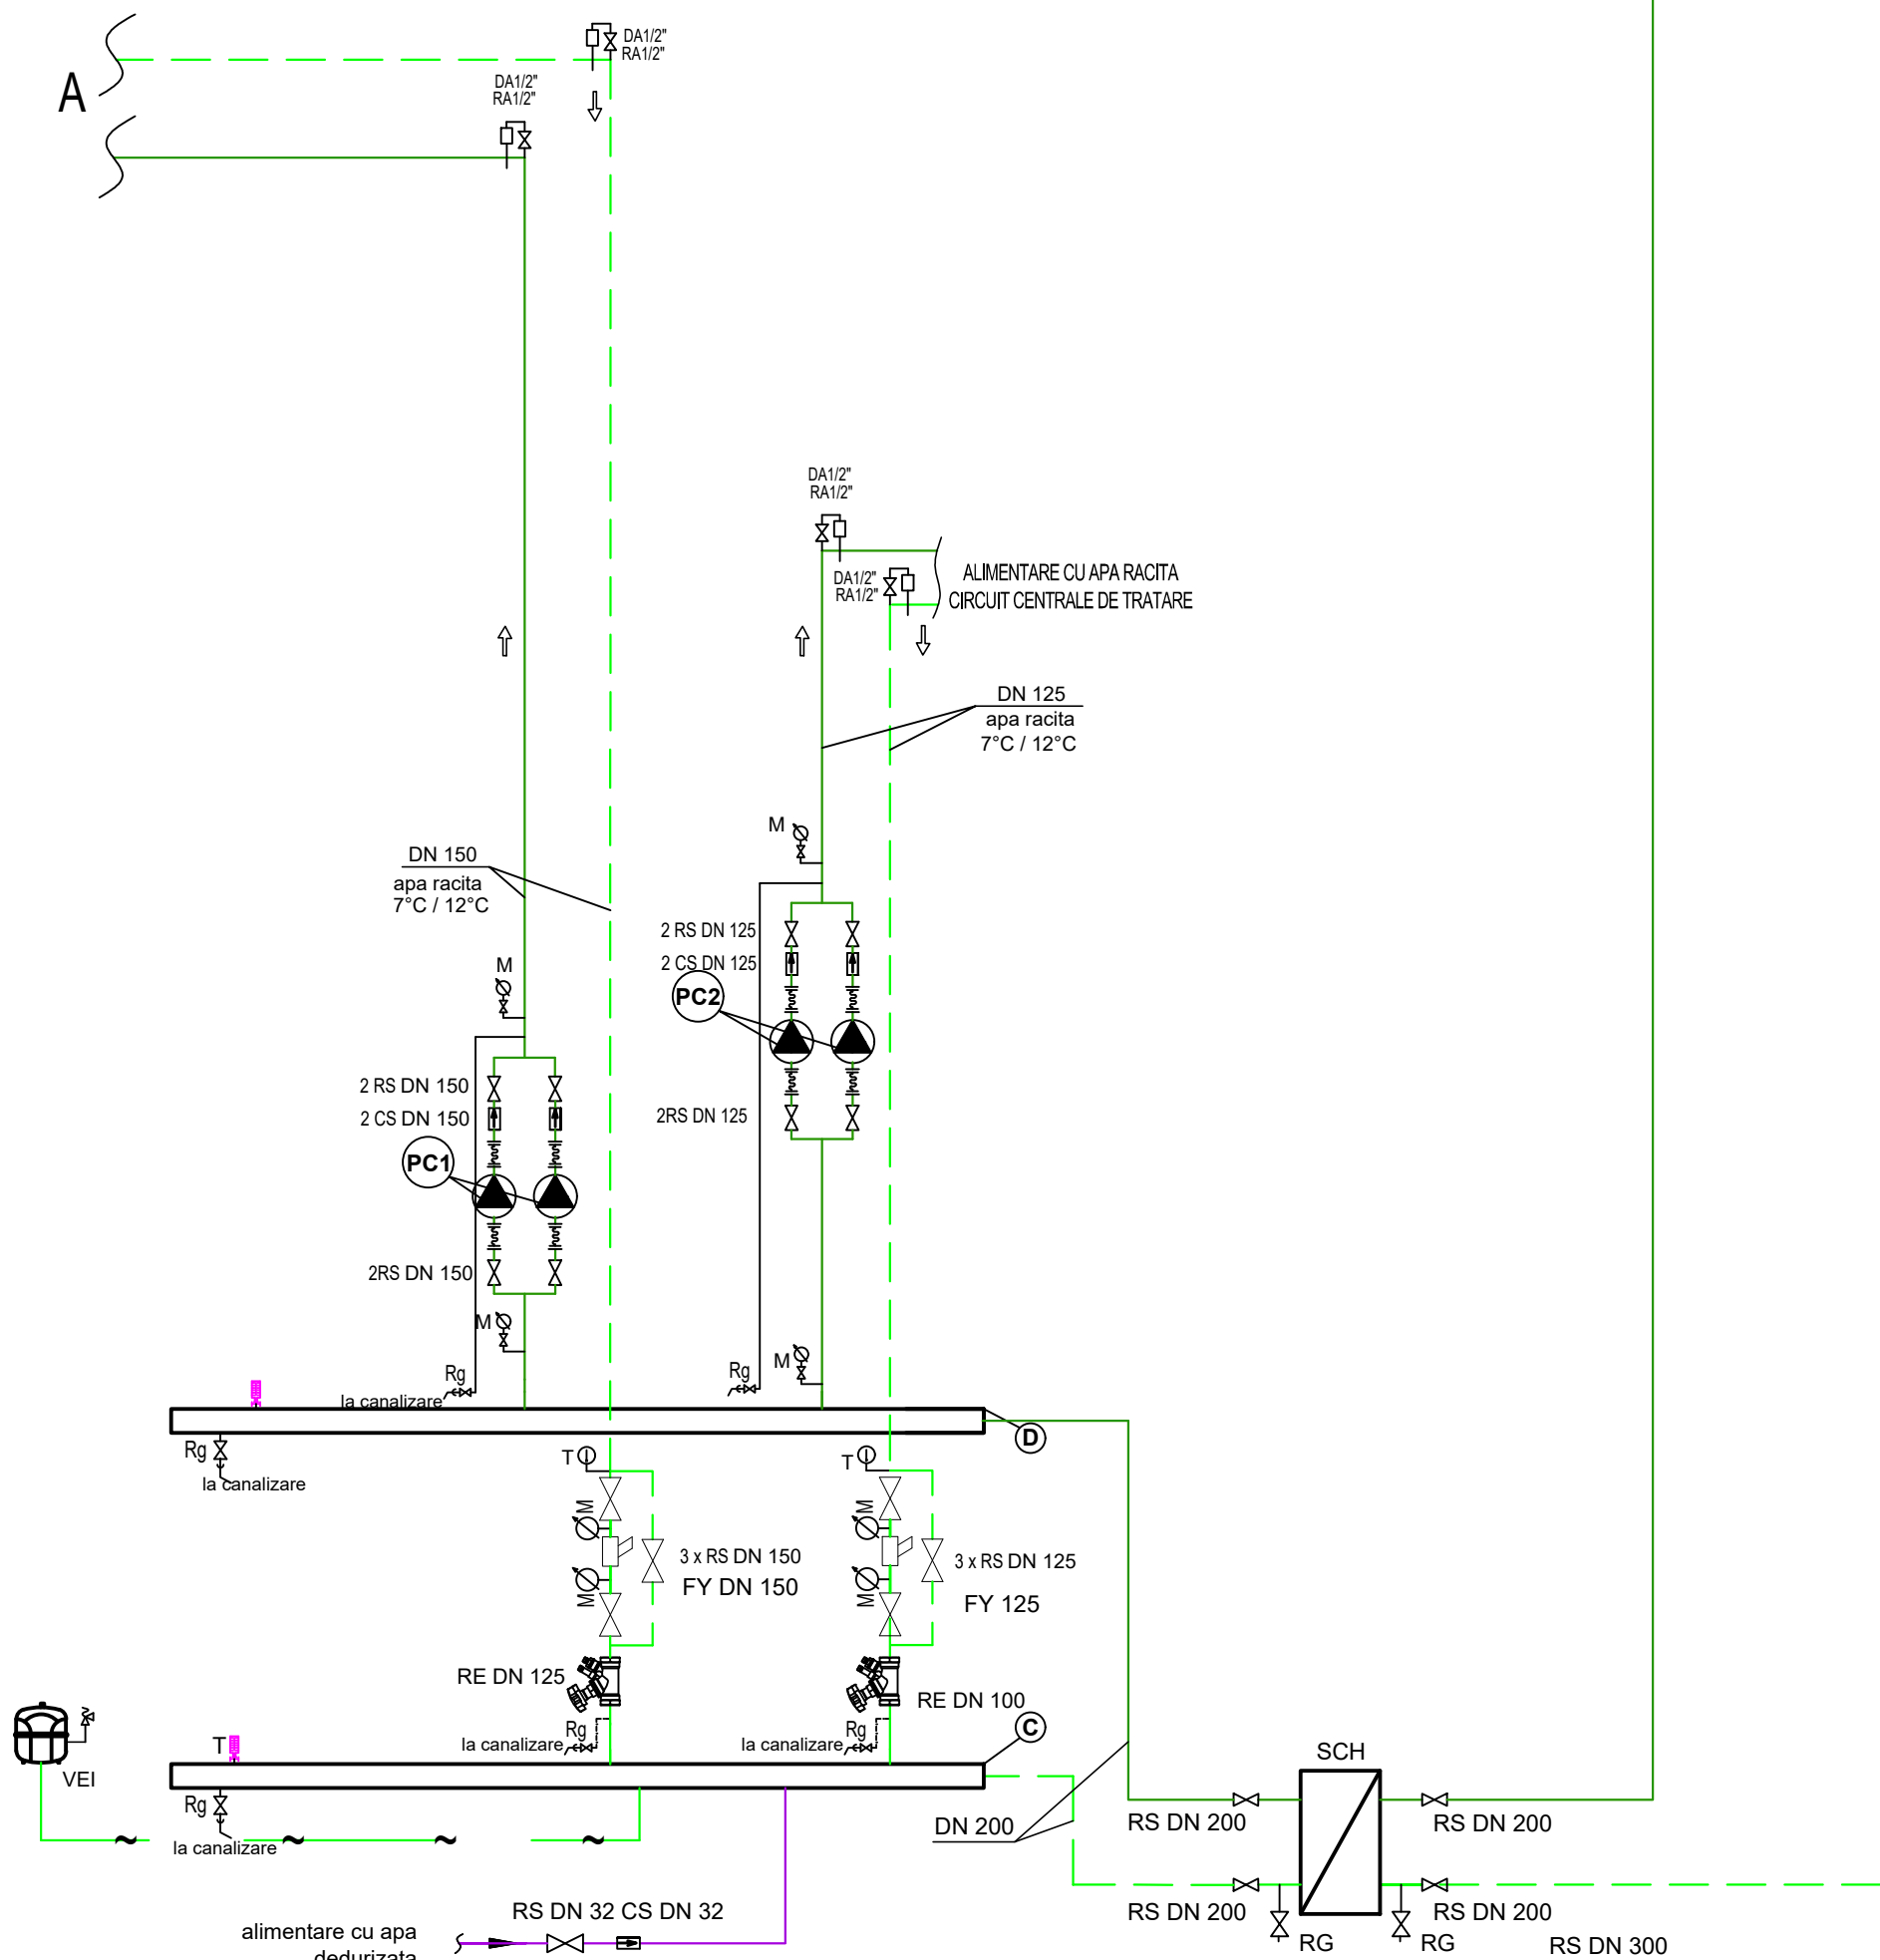 DA1/2"
RA1/2"
A
DA1/2"
RA1/2"
DA1/2"
RA1/2"
DA1/2"
RA1/2"
ALIMENTARE CU APA RACITA
CIRCUIT CENTRALE DE TRATARE
DN 125
apa racita
7°C / 12°C
M
DN 150
apa racita
7°C / 12°C
2 RS DN 125
2 CS DN 125
M
PC2
2 RS DN 150
2 CS DN 150
2RS DN 125
PC1
2RS DN 150
M
M
Rg
Rg
la canalizare
D
Rg
la canalizare
T
T
M
M
3 x RS DN 150
FY DN 150
3 x RS DN 125
FY 125
M
M
RE DN 125
RE DN 100
Rg
la canalizare
Rg
la canalizare
C
T
VEI
SCH
Rg
la canalizare
DN 200
RS DN 200
RS DN 200
RS DN 32 CS DN 32
RS DN 200
RS DN 200
alimentare cu apa
dedurizata
RG
RG
RS DN 300